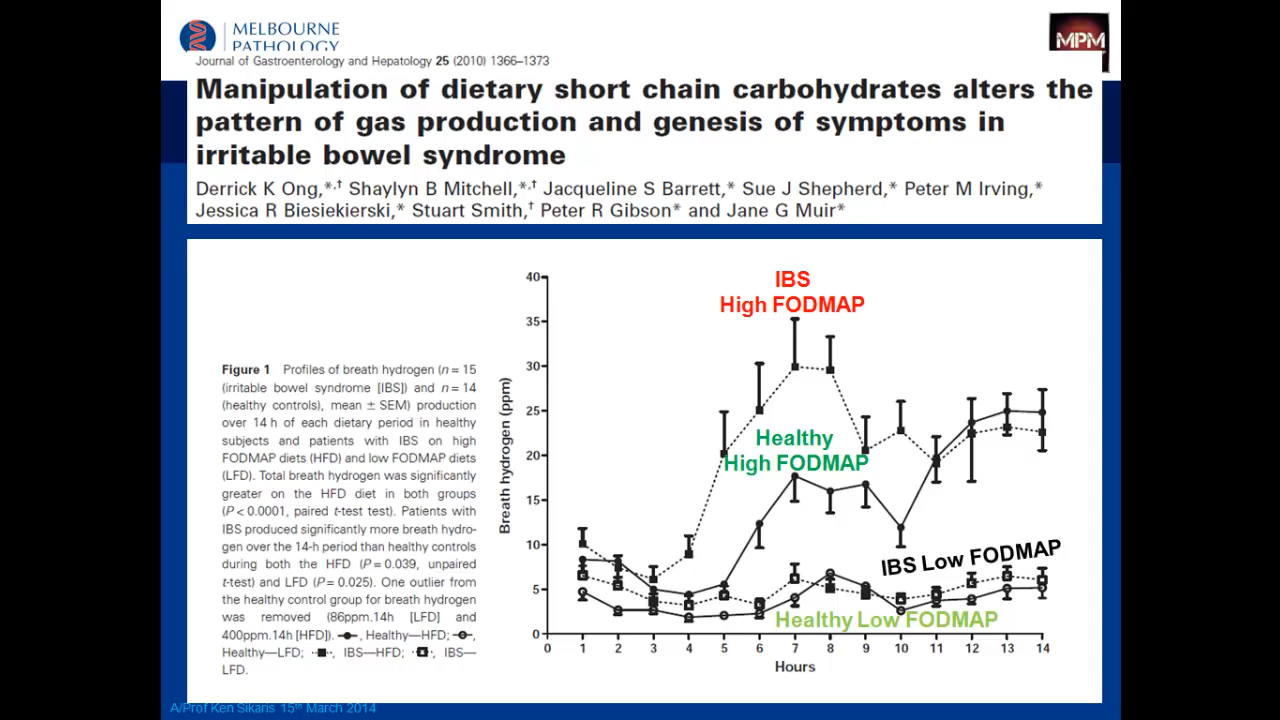 MELBOURNE
PATHOLOGY
MPM
Journal of Gastroenterology and Hepatology 25 (2010) 1366–1373
Manipulation of dietary short chain carbohydrates alters the
pattern of gas production and genesis of symptoms in
irritable bowel syndrome
Derrick K Ong,*,† Shaylyn B Mitchell,*,† Jacqueline S Barrett,* Sue J Shepherd,* Peter M Irving,*
Jessica R Biesiekierski,* Stuart Smith,† Peter R Gibson* and Jane G Muir*
Figure 1 Profiles of breath hydrogen (n = 15
(irritable bowel syndrome [IBS]) and n = 14
(healthy controls), mean ± SEM) production
over 14 h of each dietary period in healthy
subjects and patients with IBS on high
FODMAP diets (HFD) and low FODMAP diets
(LFD). Total breath hydrogen was significantly
greater on the HFD diet in both groups
(P < 0.0001, paired t-test test). Patients with
IBS produced significantly more breath hydro-
gen over the 14-h period than healthy controls
during both the HFD (P = 0.039, unpaired
t-test) and LFD (P = 0.025). One outlier from
the healthy control group for breath hydrogen
was removed (86ppm.14h [LFD] and
400ppm.14h [HFD]). , Healthy—HFD; ,
Healthy—LFD; , IBS—HFD; , IBS—
LFD.
Breath hydrogen (ppm)
40
35
30
25
20
15
10
5
0
IBS
High FODMAP
Healthy
High FODMAP
IBS Low FODMAP
Healthy Low FODMAP
0 1 2 3 4 5 6 7 8 9 10 11 12 13 14
Hours
A/Prof Ken Sikaris 15th March 2014